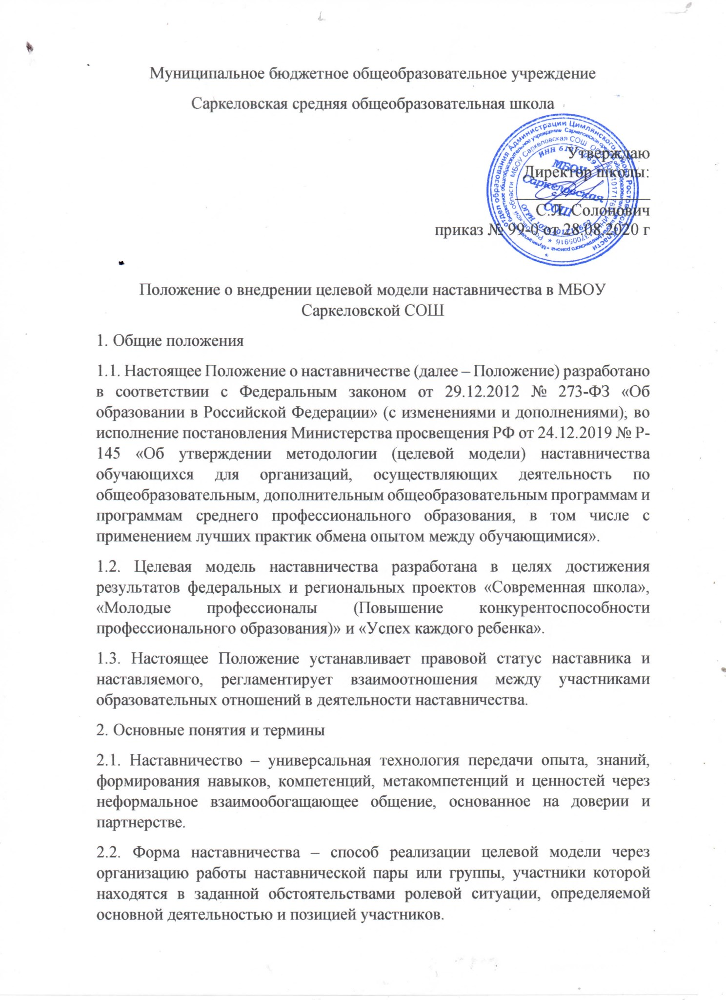 Муниципальное бюджетное общеобразовательное учреждение
Саркеловская средняя общеобразовательная школа
Утверждаю
Директор школы:
С.Л. Солонович
приказ № 99-0 от 28.08.2020 г
МБОУ
Саркеловская
СОШ
Положение о внедрении целевой модели наставничества в МБОУ
Саркеловской СОШ
1. Общие положения
1.1. Настоящее Положение о наставничестве (далее – Положение) разработано
в соответствии с Федеральным законом от 29.12.2012 № 273-ФЗ «Об
образовании в Российской Федерации» (с изменениями и дополнениями), во
исполнение постановления Министерства просвещения РФ от 24.12.2019 № Р-
145 «Об утверждении методологии (целевой модели) наставничества
обучающихся для организаций, осуществляющих деятельность по
общеобразовательным, дополнительным общеобразовательным программам и
программам среднего профессионального образования, в том числе с
применением лучших практик обмена опытом между обучающимися».
1.2. Целевая модель наставничества разработана в целях достижения
результатов федеральных и региональных проектов «Современная школа»,
«Молодые профессионалы (Повышение конкурентоспособности
профессионального образования)» и «Успех каждого ребенка».
1.3. Настоящее Положение устанавливает правовой статус наставника и
наставляемого, регламентирует взаимоотношения между участниками
образовательных отношений в деятельности наставничества.
2. Основные понятия и термины
2.1. Наставничество – универсальная технология передачи опыта, знаний,
формирования навыков, компетенций, метакомпетенций и ценностей через
неформальное взаимообогащающее общение, основанное на доверии и
партнерстве.
2.2. Форма наставничества – способ реализации целевой модели через
организацию работы наставнической пары или группы, участники которой
находятся в заданной обстоятельствами ролевой ситуации, определяемой
основной деятельностью и позицией участников.